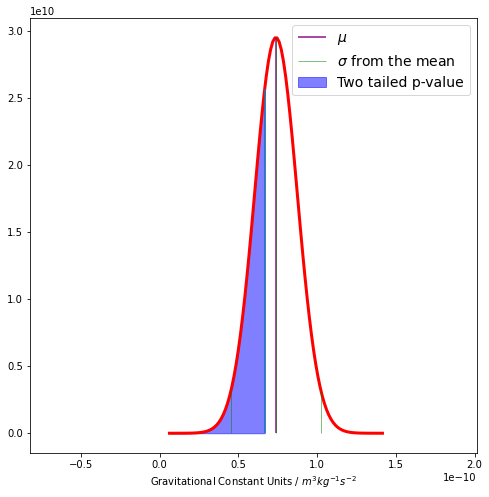 1e10
3.0
2.5
2.0
1.5
1.0
0.5
0.0
μ
σ from the mean
Two tailed p-value
−0.5 0.0 0.5 1.0 1.5 2.0
1e−10
Gravitational Constant Units / m³kg⁻¹s⁻²